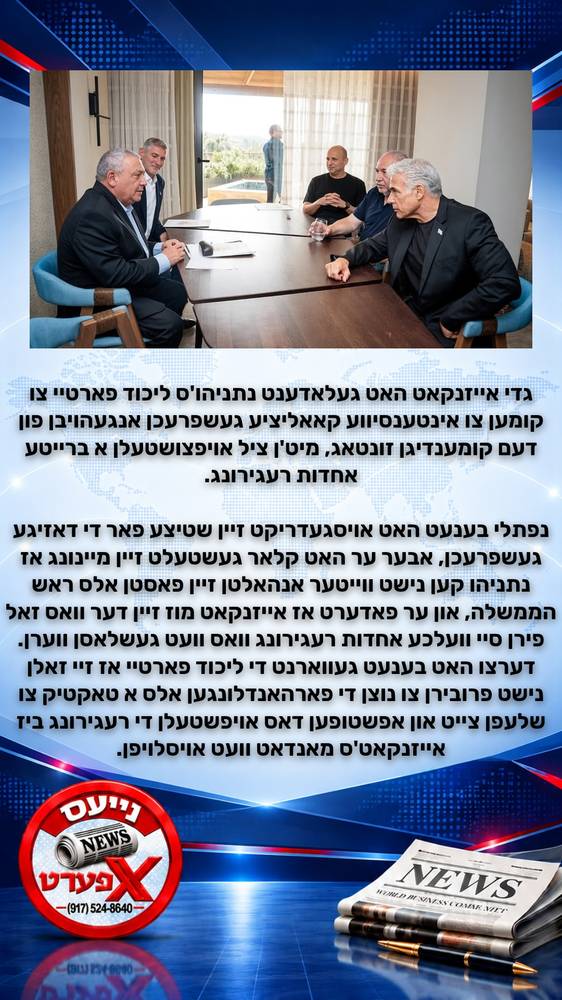 גדי אייזנקאט האט געלאדענט נתניהו'ס ליכוד פארטיי צו
קומען צו אינטענסיווע קאאליציע געשפרעכן אנגעהויבן פון
דעם קומענדיגן זונטאג, מיט'ן ציל אויפצושטעלן א ברייטע
אחדות רעגירונג.
נפתלי בענעט האט אויסגעדריקט זיין שטיצע פאר די דאזיגע
געשפרעכן, אבער ער האט קלאר געשטעלט זיין מיינונג אז
נתניהו קען נישט ווייטער אנהאלטן זיין פאסטן אלס ראש
הממשלה, און ער פאדערט אז אייזנקאט מוז זיין דער וואס זאל
פירן סיי וועלכע אחדות רעגירונג וואס וועט געשלאסן ווערן.
דערצו האט בענעט געווארנט די ליכוד פארטיי אז זיי זאלן
נישט פרובירן צו נוצן די פארהאנדלונגען אלס א טאקטיק צו
שלעפן צייט און אפשטופען דאס אויפשטעלן די רעגירונג ביז
אייזנקאט'ס מאנדאט וועט אויסלויפן.
נייעס
NEWS
Xפערט
(917) 524-8640
NEWS
WORLD BUSINESS